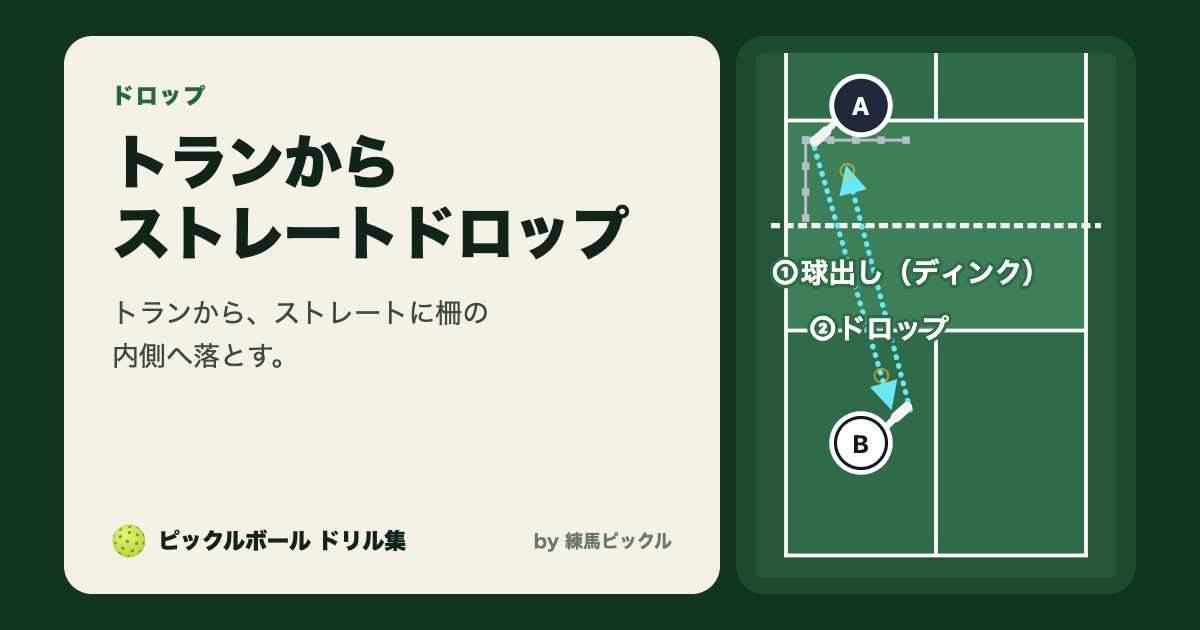 ドロップ
トランから
ストレートドロップ
トランから、ストレートに柵の
内側へ落とす。
ピックルボール ドリル集
by 練馬ピックル
A
①球出し（ディンク）
②ドロップ
B